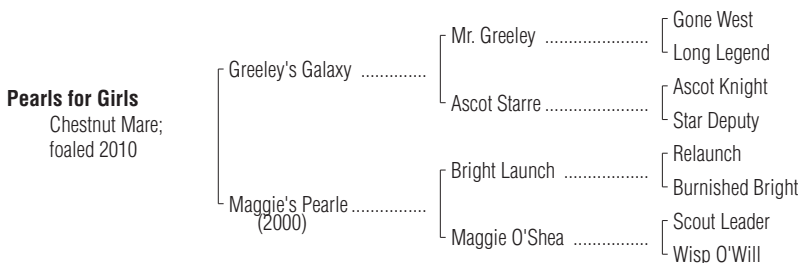 Pearls for Girls
Chestnut Mare;
foaled 2010
Greeley's Galaxy ..............
Maggie's Pearle ................
(2000)
Mr. Greeley ......................
Ascot Starre ......................
Bright Launch ..................
Maggie O'Shea ................
Gone West
Long Legend
Ascot Knight
Star Deputy
Relaunch
Burnished Bright
Scout Leader
Wisp O'Will